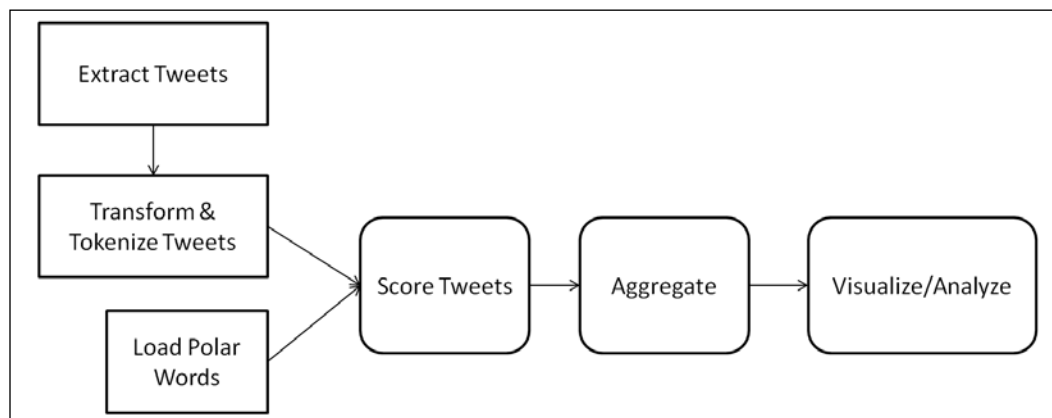 Extract Tweets
Transform &
Tokenize Tweets
Load Polar
Words
Score Tweets
Aggregate
Visualize/Analyze